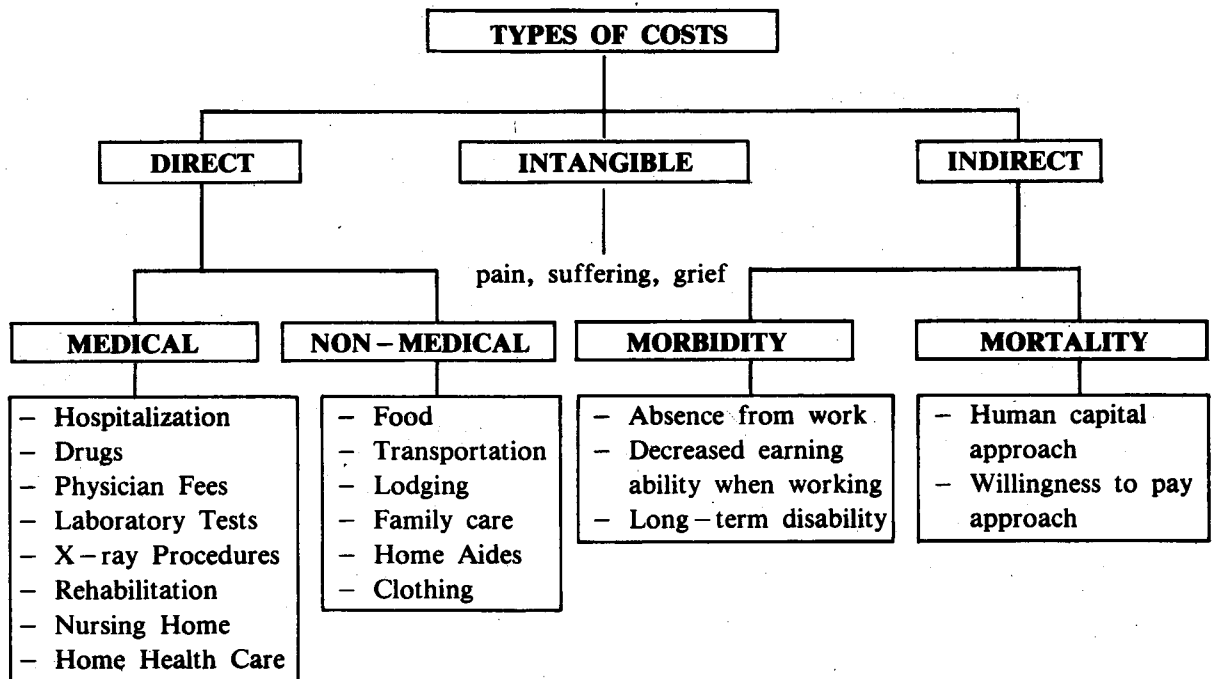 TYPES OF COSTS
DIRECT
INTANGIBLE
INDIRECT
pain, suffering, grief
MEDICAL
NON – MEDICAL
MORBIDITY
MORTALITY
– Hospitalization
– Drugs
– Physician Fees
– Laboratory Tests
– X – ray Procedures
– Rehabilitation
– Nursing Home
– Home Health Care
– Food
– Transportation
– Lodging
– Family care
– Home Aides
– Clothing
– Absence from work
– Decreased earning
ability when working
– Long – term disability
– Human capital
approach
– Willingness to pay
approach